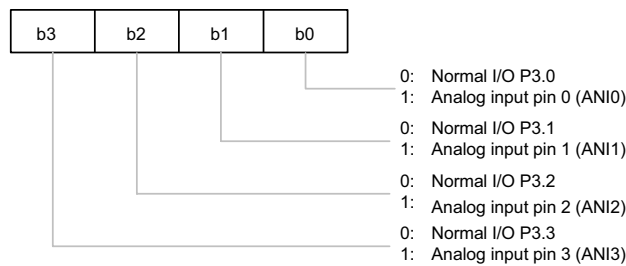 b3 b2 b1 b0
0: Normal I/O P3.0
1: Analog input pin 0 (ANI0)
0: Normal I/O P3.1
1: Analog input pin 1 (ANI1)
0: Normal I/O P3.2
1: Analog input pin 2 (ANI2)
0: Normal I/O P3.3
1: Analog input pin 3 (ANI3)